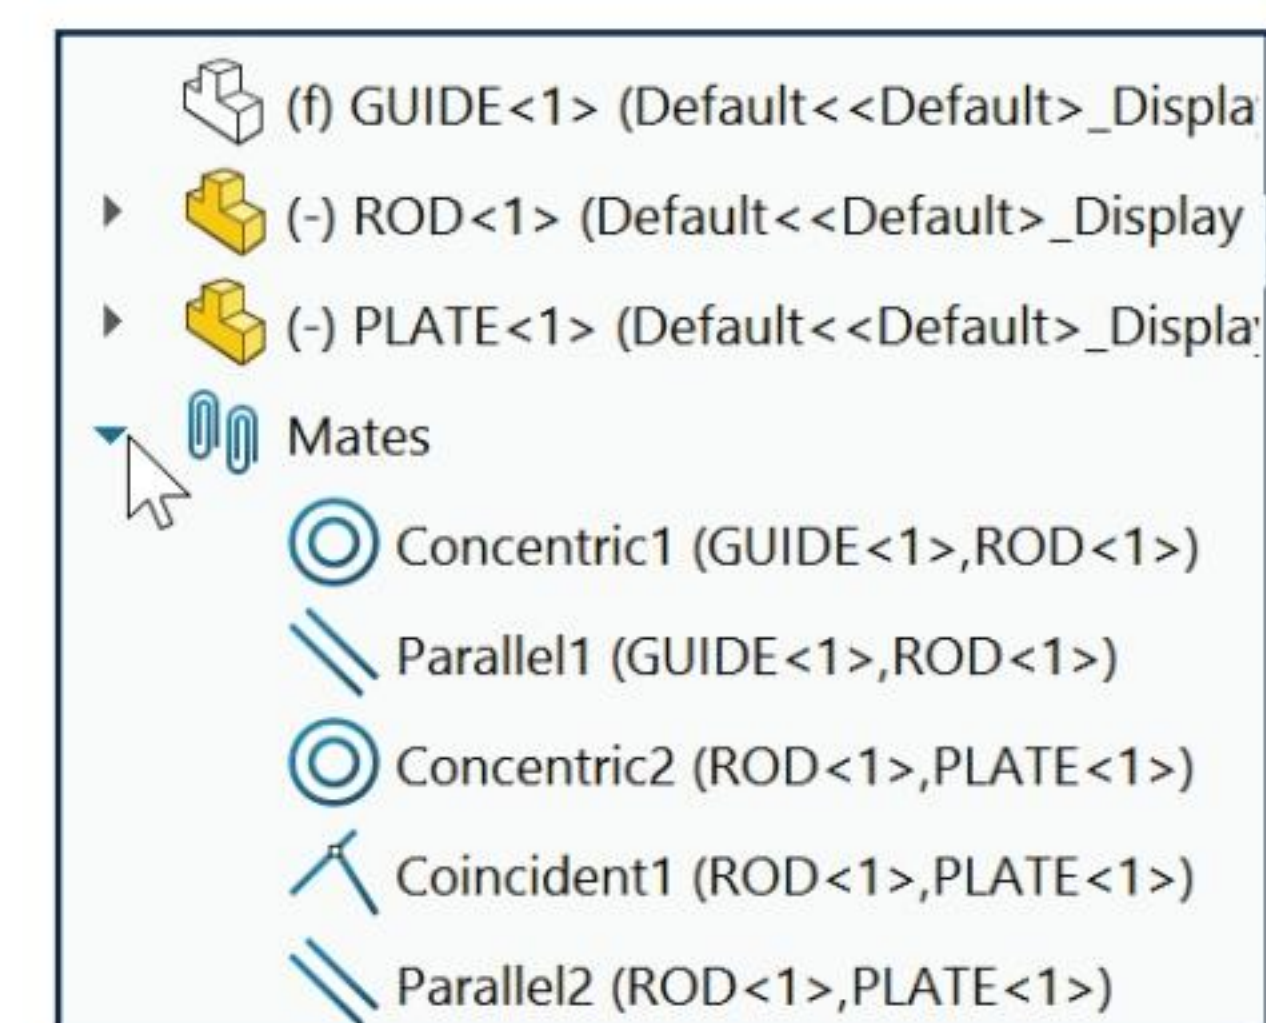 (f) GUIDE<1> (Default<<Default>_Displa
(-) ROD<1> (Default<<Default>_Display
(-) PLATE<1> (Default<<Default>_Displa
Mates
Concentric1 (GUIDE<1>,ROD<1>)
Parallel1 (GUIDE<1>,ROD<1>)
Concentric2 (ROD<1>,PLATE<1>)
Coincident1 (ROD<1>,PLATE<1>)
Parallel2 (ROD<1>,PLATE<1>)